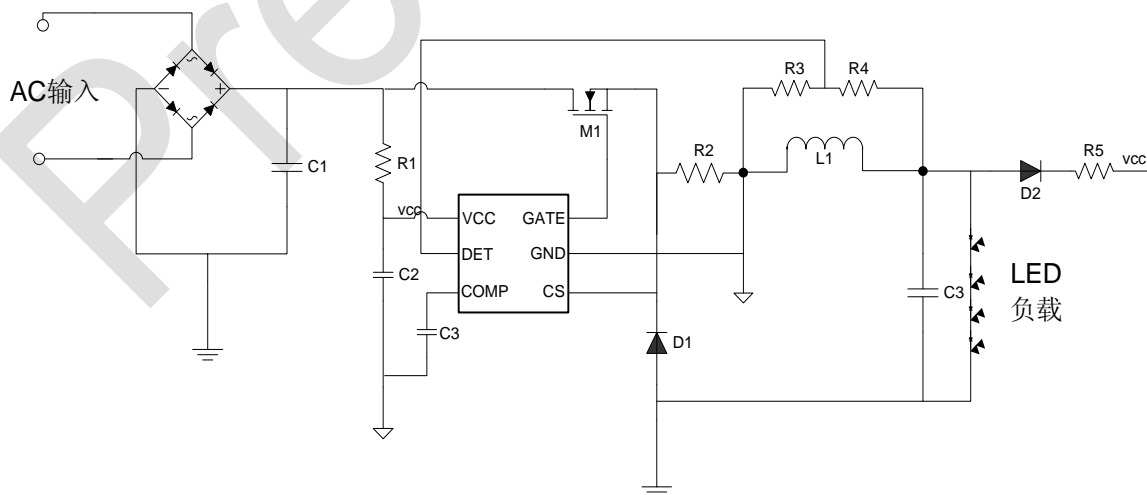 Pre
AC输入
~
~
-
+
C1
R1
vcc
C2
C3
VCC
DET
COMP
GATE
GND
CS
M1
R2
D1
R3
R4
L1
C3
D2
R5
vcc
LED
负载